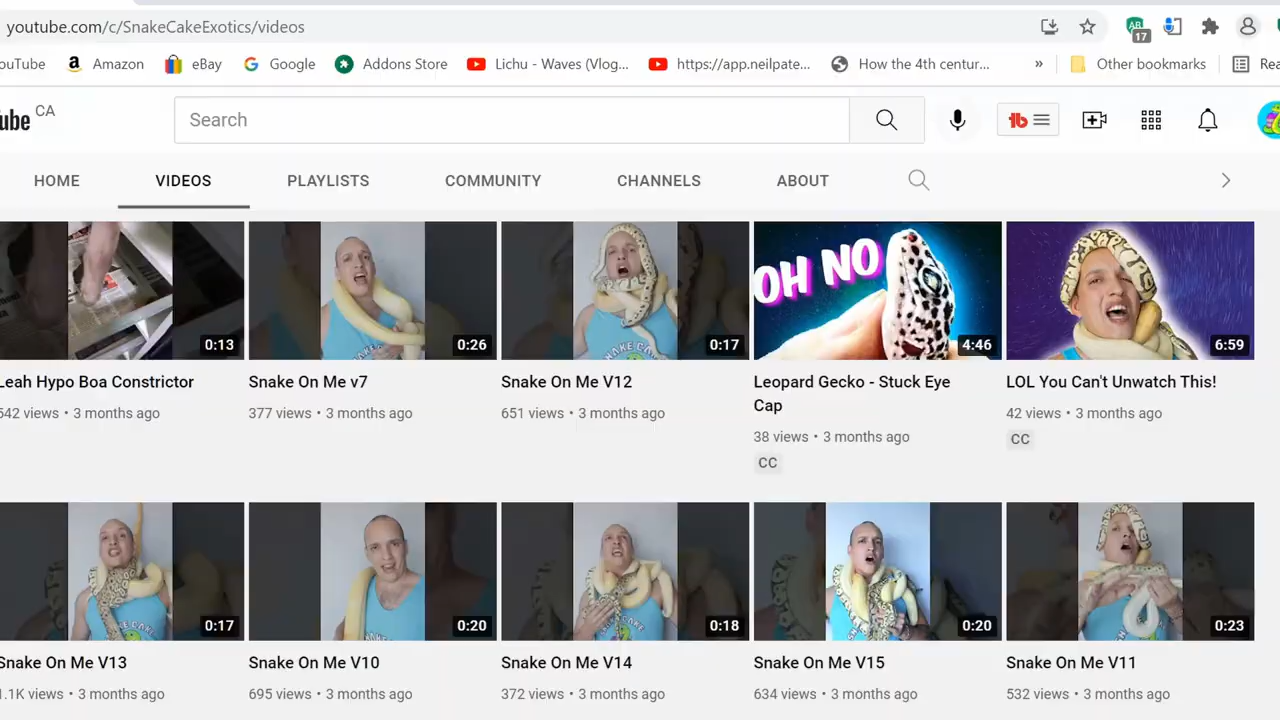 youtube.com/c/SnakeCakeExotics/videos
AB
17
ouTube Amazon eBay Google Addons Store Lichu - Waves (Vlog... https://app.neilpate... How the 4th centur... » Other bookmarks Rea
ube CA
Search
tb
HOME VIDEOS PLAYLISTS COMMUNITY CHANNELS ABOUT
OH NO
0:13 0:26 0:17 4:46 6:59
Leah Hypo Boa Constrictor
542 views • 3 months ago
Snake On Me v7
377 views • 3 months ago
Snake On Me V12
651 views • 3 months ago
Leopard Gecko - Stuck Eye
Cap
38 views • 3 months ago
CC
LOL You Can't Unwatch This!
42 views • 3 months ago
CC
SNAKE CAKE
0:17 0:20 0:18 0:20 0:23
Snake On Me V13
1.1K views • 3 months ago
Snake On Me V10
695 views • 3 months ago
Snake On Me V14
372 views • 3 months ago
Snake On Me V15
634 views • 3 months ago
Snake On Me V11
532 views • 3 months ago